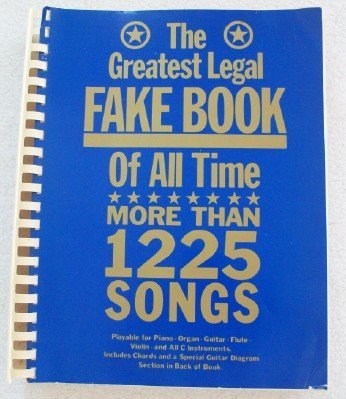 The
Greatest Legal
FAKE BOOK
Of All Time
MORE THAN
1225
SONGS
Playable for Piano · Organ · Guitar · Flute ·
Violin · and All C Instruments.
Includes Chords and a Special Guitar Diagram
Section in Back of Book.